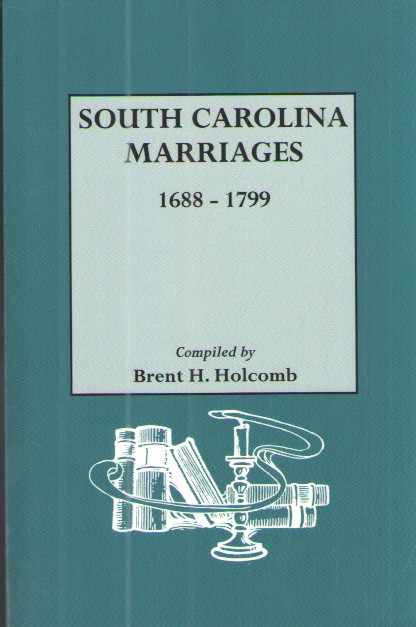 SOUTH CAROLINA
MARRIAGES
1688 - 1799
Compiled by
Brent H. Holcomb